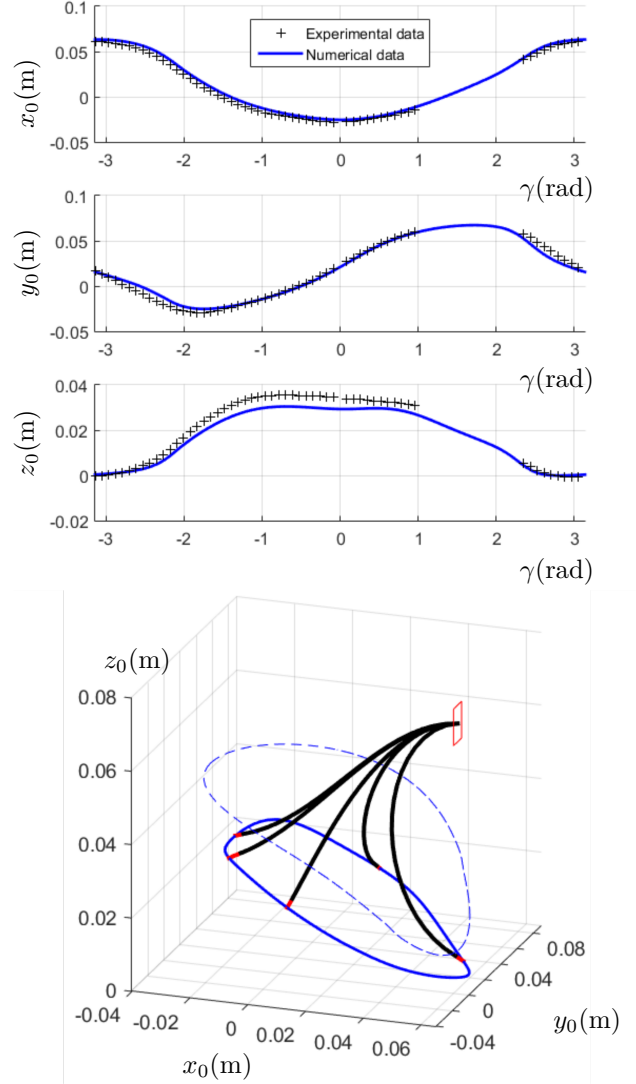 0.1
0.05
0
-0.05
x₀(m)
Experimental data
Numerical data
-3 -2 -1 0 1 2 3
γ(rad)
0.1
0.05
0
-0.05
y₀(m)
-3 -2 -1 0 1 2 3
γ(rad)
0.04
0.02
0
-0.02
z₀(m)
-3 -2 -1 0 1 2 3
γ(rad)
z₀(m)
0.08
0.06
0.04
0.02
0
-0.04 -0.02 0 0.02 0.04 0.06
x₀(m)
0.08
0.04
0
-0.04
y₀(m)